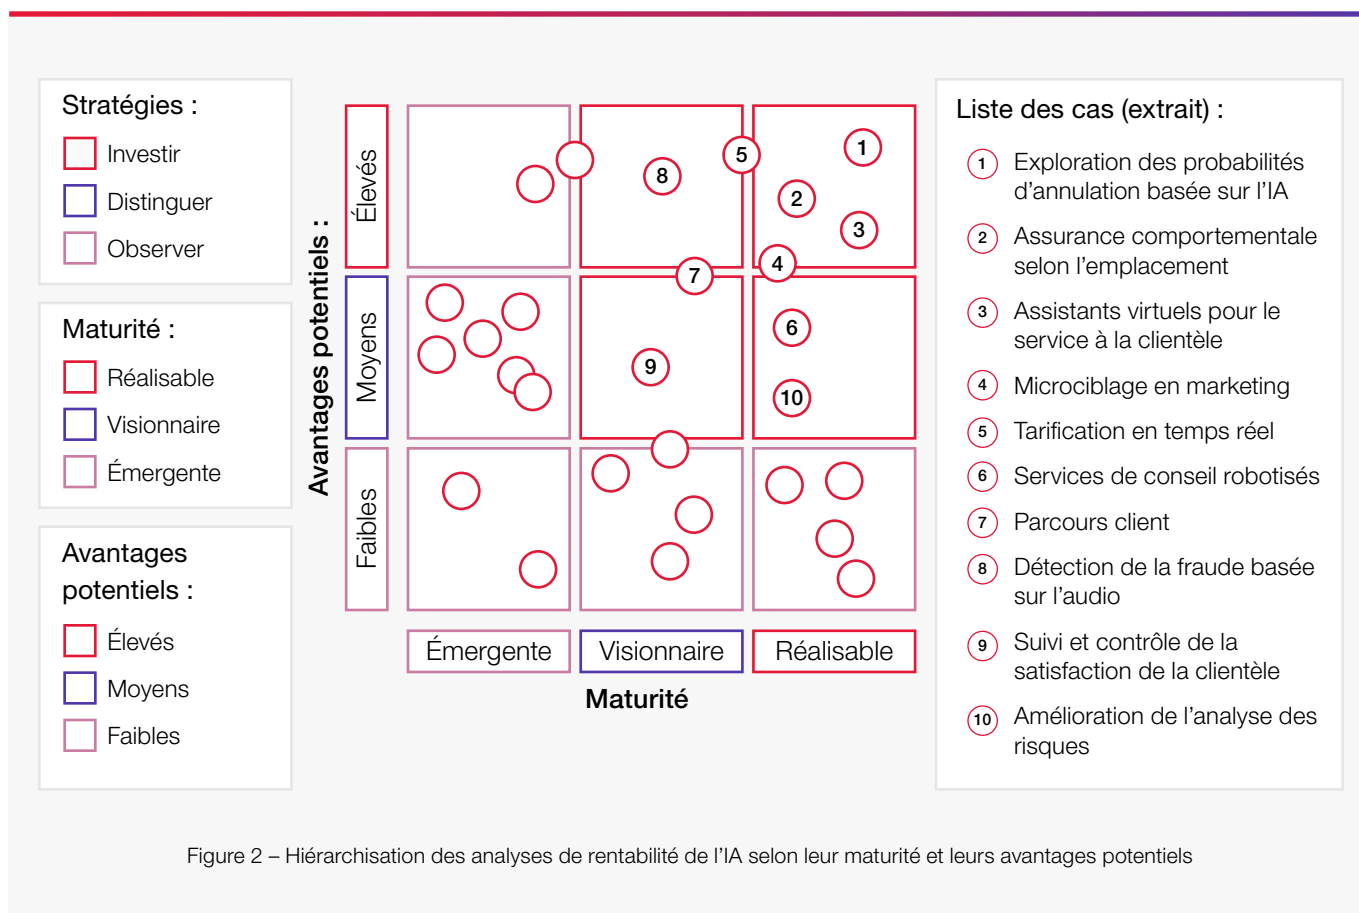 Stratégies :
Investir
Distinguer
Observer
Maturité :
Réalisable
Visionnaire
Émergente
Avantages
potentiels :
Élevés
Moyens
Faibles
Avantages potentiels :
Élevés
Moyens
Faibles
5
1
8
2
3
4
7
6
9
10
Émergente
Visionnaire
Réalisable
Maturité
Liste des cas (extrait) :
1 Exploration des probabilités
d’annulation basée sur l’IA
2 Assurance comportementale
selon l’emplacement
3 Assistants virtuels pour le
service à la clientèle
4 Microciblage en marketing
5 Tarification en temps réel
6 Services de conseil robotisés
7 Parcours client
8 Détection de la fraude basée
sur l’audio
9 Suivi et contrôle de la
satisfaction de la clientèle
10 Amélioration de l’analyse des
risques
Figure 2 – Hiérarchisation des analyses de rentabilité de l’IA selon leur maturité et leurs avantages potentiels